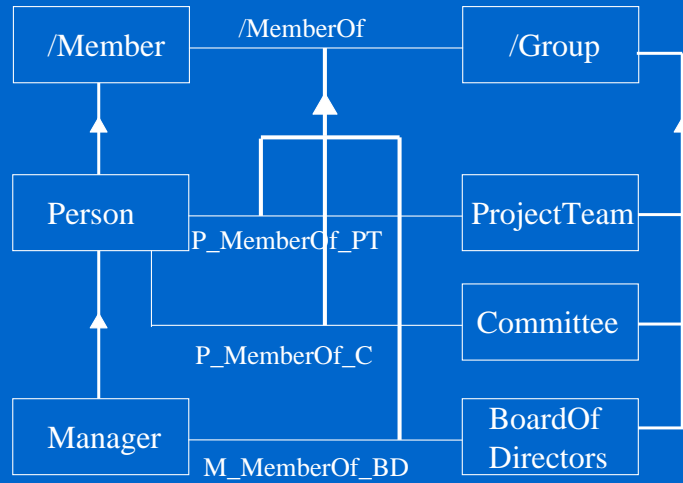 /Member
/MemberOf
/Group
Person
P_MemberOf_PT
ProjectTeam
P_MemberOf_C
Committee
Manager
M_MemberOf_BD
BoardOf
Directors